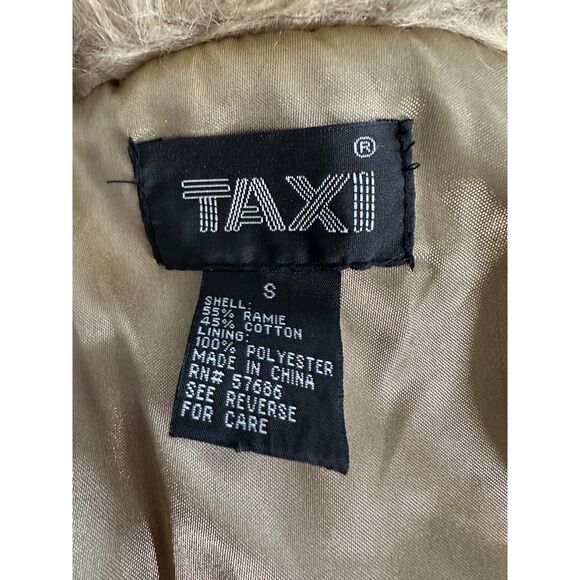 TAXI®
S
SHELL:
55% RAMIE
45% COTTON
LINING:
100% POLYESTER
MADE IN CHINA
RN# 57686
SEE REVERSE
FOR CARE